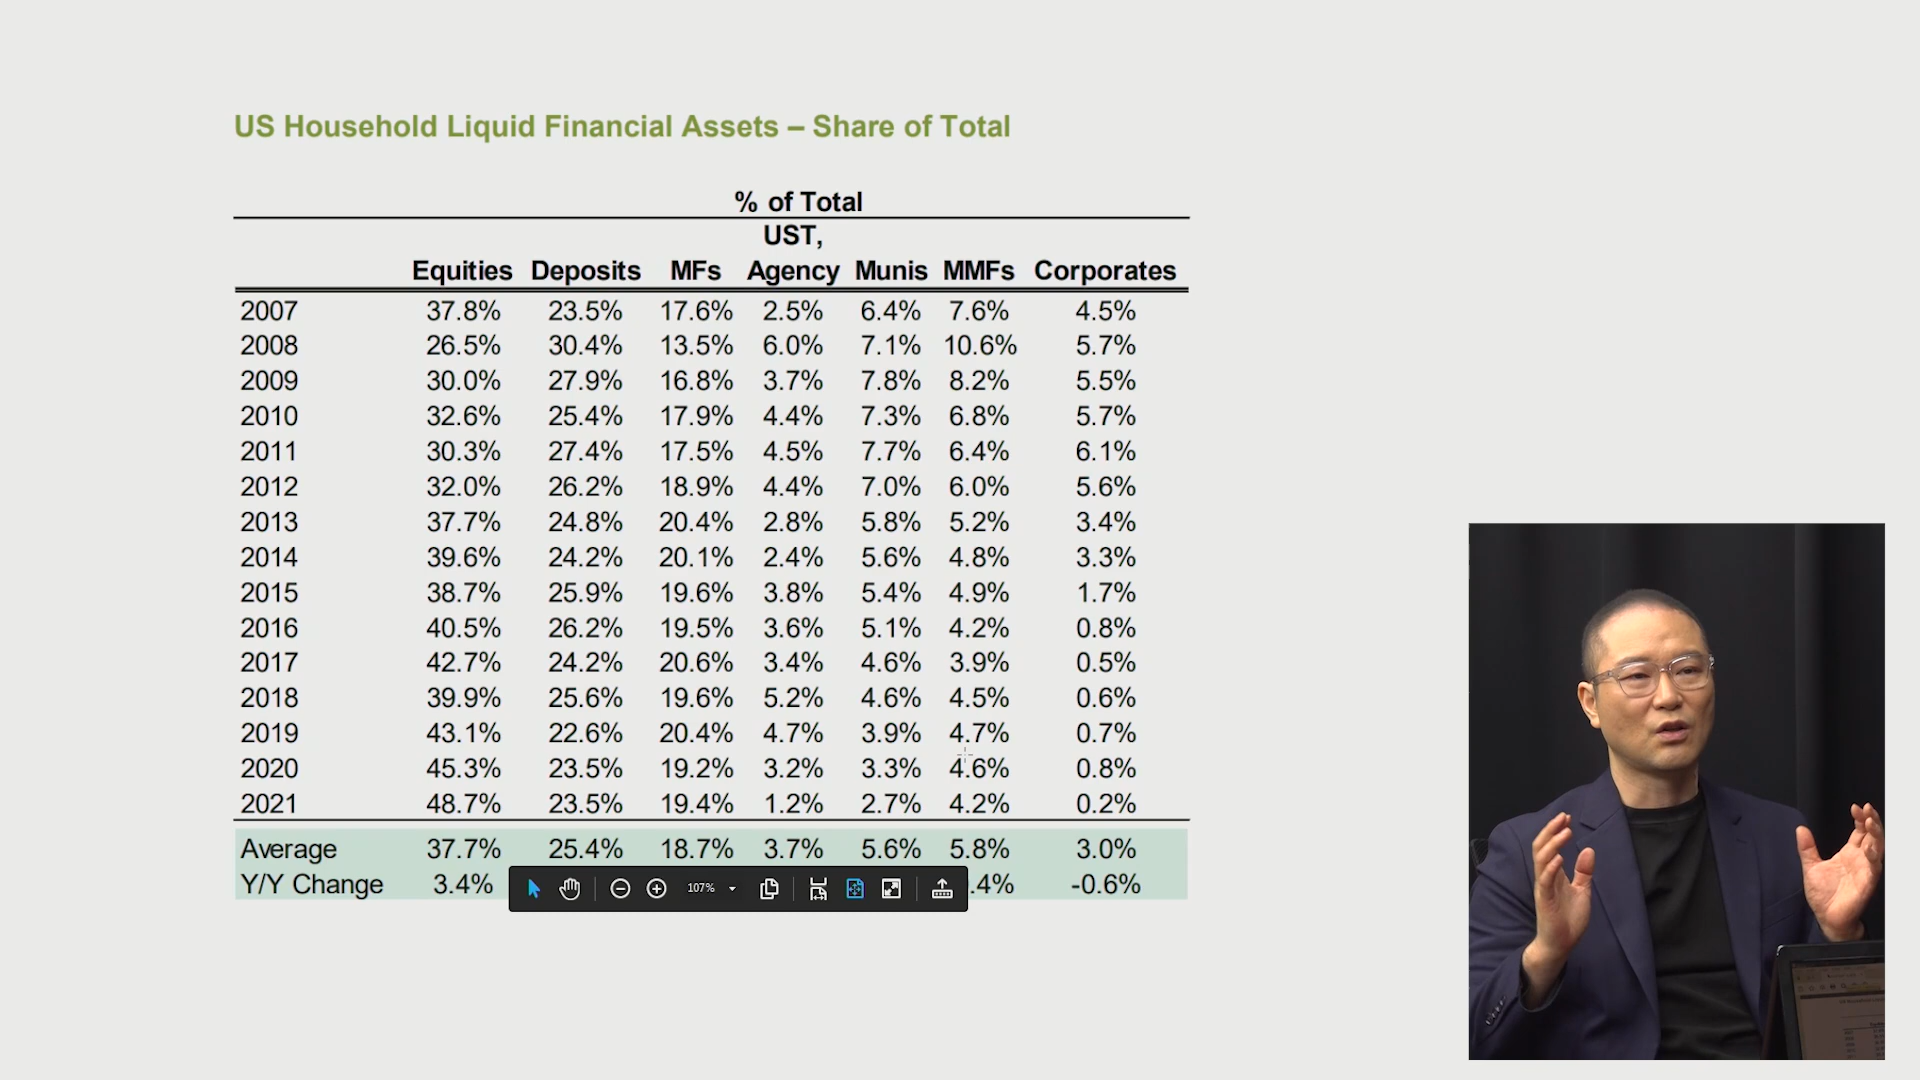 US Household Liquid Financial Assets – Share of Total
% of Total
UST,
Equities Deposits MFs Agency Munis MMFs Corporates
2007 37.8% 23.5% 17.6% 2.5% 6.4% 7.6% 4.5%
2008 26.5% 30.4% 13.5% 6.0% 7.1% 10.6% 5.7%
2009 30.0% 27.9% 16.8% 3.7% 7.8% 8.2% 5.5%
2010 32.6% 25.4% 17.9% 4.4% 7.3% 6.8% 5.7%
2011 30.3% 27.4% 17.5% 4.5% 7.7% 6.4% 6.1%
2012 32.0% 26.2% 18.9% 4.4% 7.0% 6.0% 5.6%
2013 37.7% 24.8% 20.4% 2.8% 5.8% 5.2% 3.4%
2014 39.6% 24.2% 20.1% 2.4% 5.6% 4.8% 3.3%
2015 38.7% 25.9% 19.6% 3.8% 5.4% 4.9% 1.7%
2016 40.5% 26.2% 19.5% 3.6% 5.1% 4.2% 0.8%
2017 42.7% 24.2% 20.6% 3.4% 4.6% 3.9% 0.5%
2018 39.9% 25.6% 19.6% 5.2% 4.6% 4.5% 0.6%
2019 43.1% 22.6% 20.4% 4.7% 3.9% 4.7% 0.7%
2020 45.3% 23.5% 19.2% 3.2% 3.3% 4.6% 0.8%
2021 48.7% 23.5% 19.4% 1.2% 2.7% 4.2% 0.2%
Average 37.7% 25.4% 18.7% 3.7% 5.6% 5.8% 3.0%
Y/Y Change 3.4% .4% -0.6%
107%